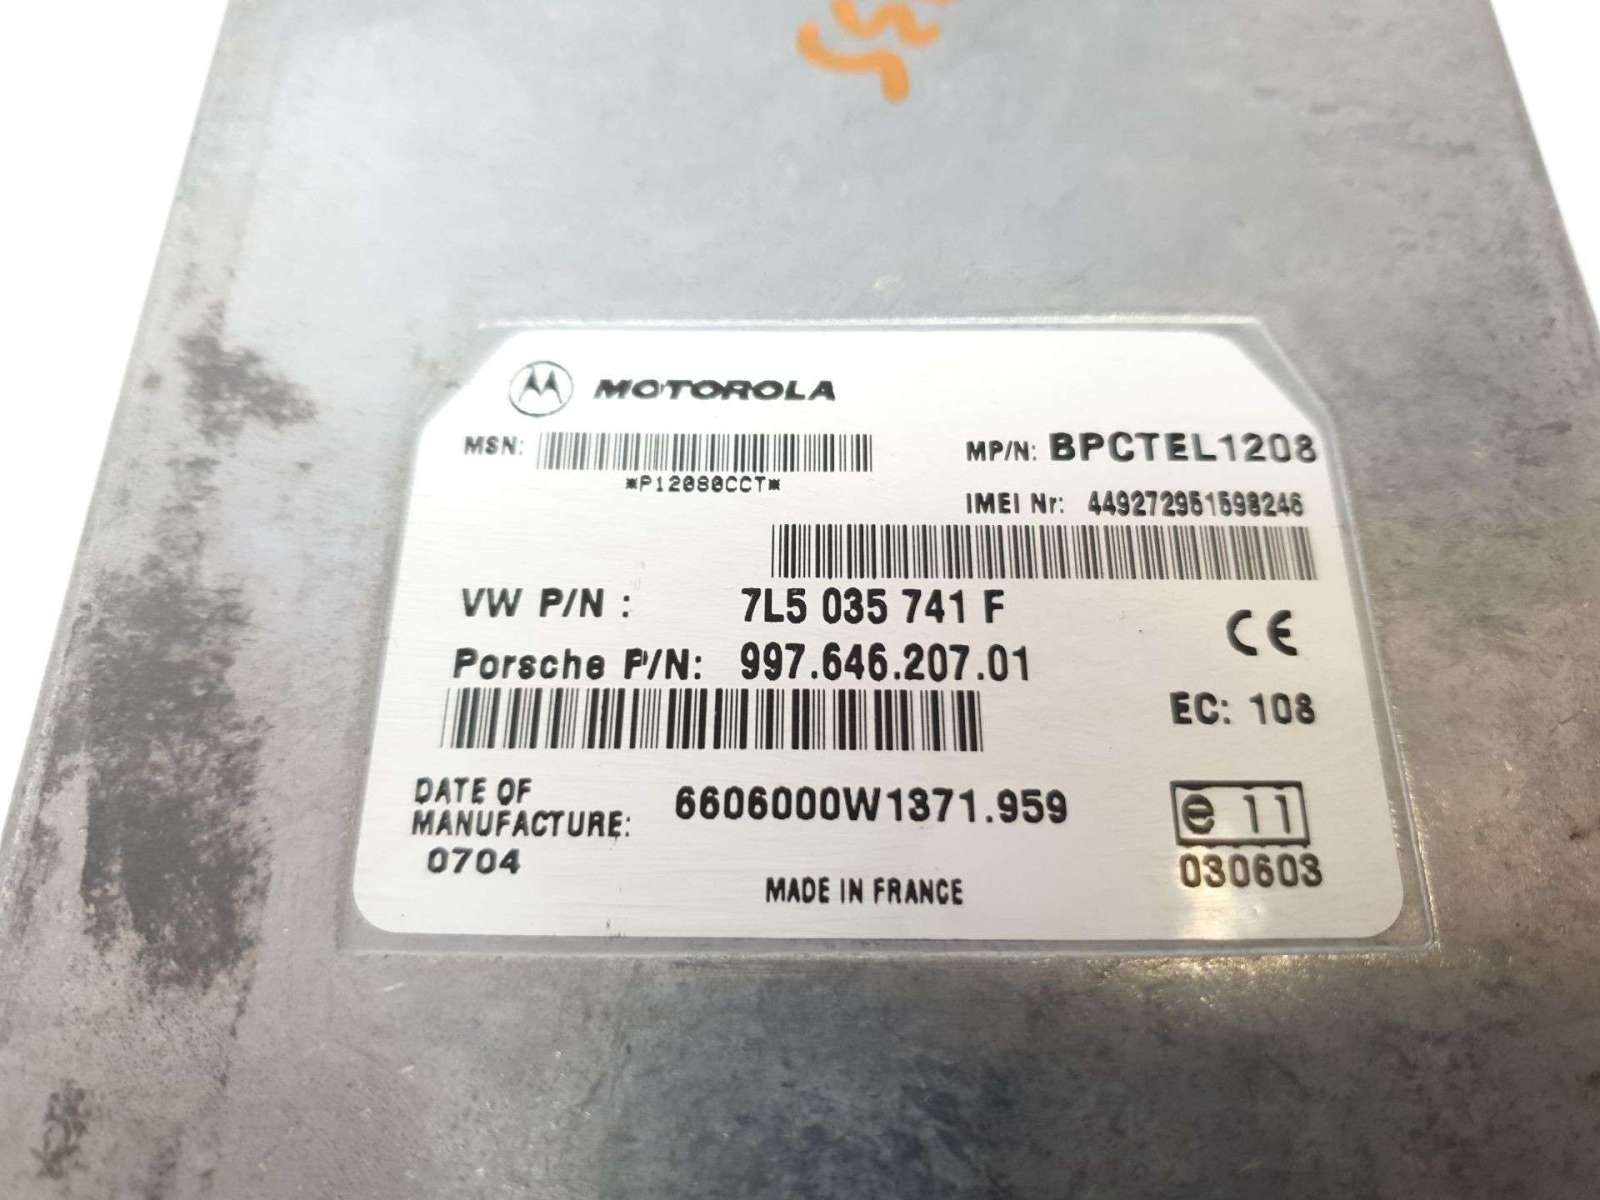 MOTOROLA
MSN:
*P12080CCT*
MP/N: BPCTEL1208
IMEI Nr: 449272951598246
VW P/N : 7L5 035 741 F
Porsche P/N: 997.646.207.01
CE
EC: 108
DATE OF
MANUFACTURE:
0704
6606000W1371.959
e 11
030603
MADE IN FRANCE